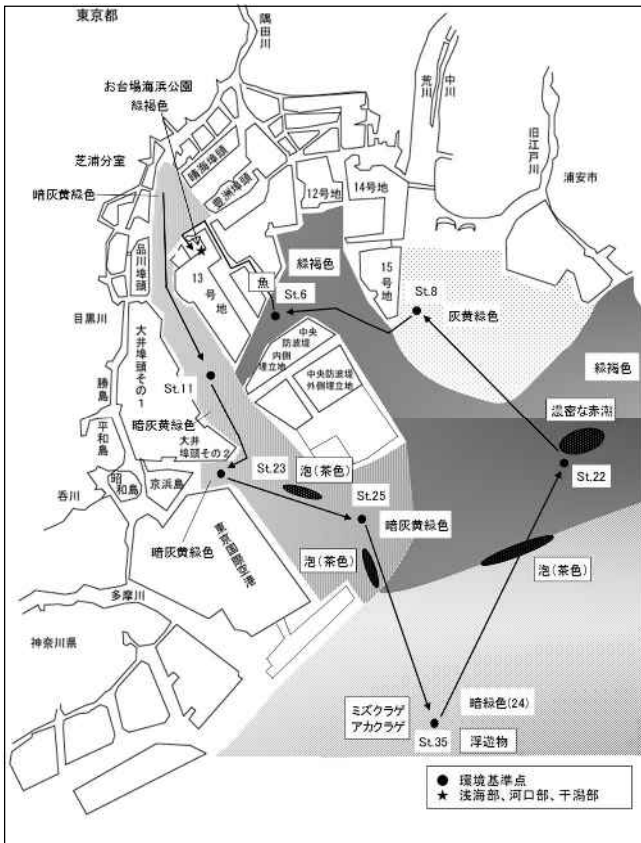 東京都
隅田川
お台場海浜公園
緑褐色
荒川
中川
旧江戸川
浦安市
芝浦分室
晴海埠頭
豊洲埠頭
12号地
14号地
暗灰黄緑色
品川埠頭
13号地
魚
緑褐色
St.6
15号地
St.8
灰黄緑色
目黒川
大井埠頭その1
中央防波堤内側埋立地
中央防波堤外側埋立地
緑褐色
勝島
St.11
濃密な赤潮
平和島
暗灰黄緑色
大井埠頭その2
昭和島
京浜島
St.23
泡(茶色)
St.25
St.22
呑川
暗灰黄緑色
暗灰黄緑色
東京国際空港
泡(茶色)
泡(茶色)
多摩川
神奈川県
ミズクラゲ
アカクラゲ
暗緑色(24)
St.35
浮遊物
● 環境基準点
★ 浅海部、河口部、干潟部